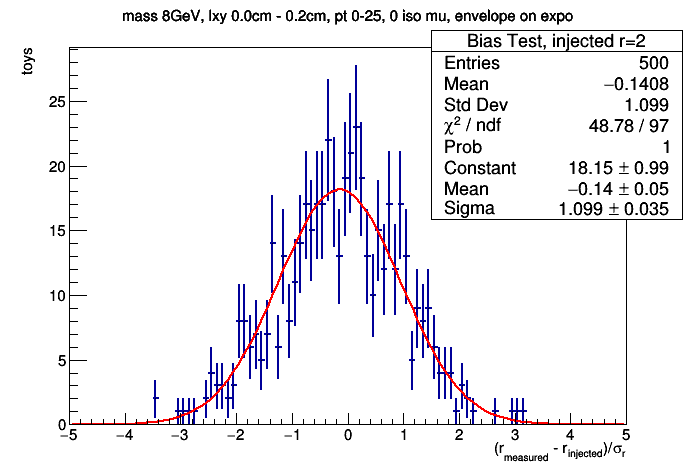 mass 8GeV, lxy 0.0cm - 0.2cm, pt 0-25, 0 iso mu, envelope on expo
toys
Bias Test, injected r=2
Entries 500
Mean −0.1408
Std Dev 1.099
χ² / ndf 48.78 / 97
Prob 1
Constant 18.15 ± 0.99
Mean −0.14 ± 0.05
Sigma 1.099 ± 0.035
25
20
15
10
5
0
−5 −4 −3 −2 −1 0 1 2 3 4 5
(r_measured - r_injected)/σ_r